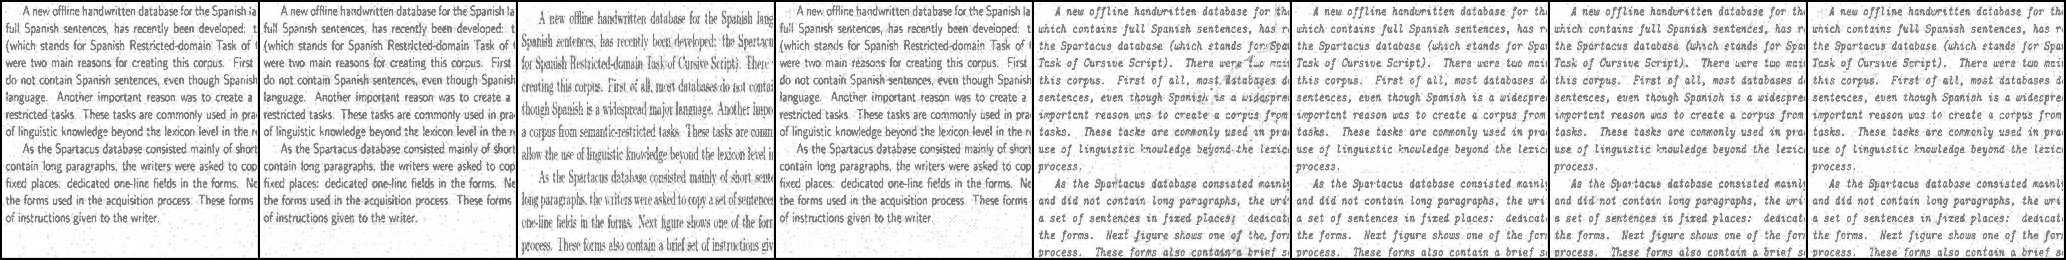 A new offline handwritten database for the Spanish la
full Spanish sentences, has recently been developed: t
(which stands for Spanish Restricted-domain Task of
were two main reasons for creating this corpus. First
do not contain Spanish sentences, even though Spanish
language. Another important reason was to create a
restricted tasks. These tasks are commonly used in pra
of linguistic knowledge beyond the lexicon level in the re
As the Spartacus database consisted mainly of short
contain long paragraphs, the writers were asked to cop
fixed places: dedicated one-line fields in the forms. Ne
the forms used in the acquisition process. These forms
of instructions given to the writer.
A new offline handwritten database for the Spanish la
full Spanish sentences, has recently been developed: t
(which stands for Spanish Restricted-domain Task of
were two main reasons for creating this corpus. First
do not contain Spanish sentences, even though Spanish
language. Another important reason was to create a
restricted tasks. These tasks are commonly used in pra
of linguistic knowledge beyond the lexicon level in the re
As the Spartacus database consisted mainly of short
contain long paragraphs, the writers were asked to cop
fixed places: dedicated one-line fields in the forms. Ne
the forms used in the acquisition process. These forms
of instructions given to the writer.
A new offline handwritten database for the Spanish lang
Spanish sentences, has recently been developed: the Spartacu
for Spanish Restricted-domain Task of Cursive Script). There
creating this corpus. First of all, most databases do not contai
though Spanish is a widespread major language. Another impo
a corpus from semantic-restricted tasks. These tasks are comm
allow the use of linguistic knowledge beyond the lexicon level i
As the Spartacus database consisted mainly of short sente
long paragraphs, the writers were asked to copy a set of sentence
one-line fields in the forms. Next figure shows one of the for
process. These forms also contain a brief set of instructions giv
A new offline handwritten database for the Spanish la
full Spanish sentences, has recently been developed: t
(which stands for Spanish Restricted-domain Task of
were two main reasons for creating this corpus. First
do not contain Spanish sentences, even though Spanish
language. Another important reason was to create a
restricted tasks. These tasks are commonly used in pra
of linguistic knowledge beyond the lexicon level in the re
As the Spartacus database consisted mainly of short
contain long paragraphs, the writers were asked to cop
fixed places: dedicated one-line fields in the forms. Ne
the forms used in the acquisition process. These forms
of instructions given to the writer.
A new offline handwritten database for th
which contains full Spanish sentences, has r
the Spartacus database (which stands for Spa
Task of Cursive Script). There were two mai
this corpus. First of all, most databases d
sentences, even though Spanish is a widespre
important reason was to create a corpus from
tasks. These tasks are commonly used in pra
use of linguistic knowledge beyond the lexic
process.
As the Spartacus database consisted mainl
and did not contain long paragraphs, the wri
a set of sentences in fixed places: dedicat
the forms. Next figure shows one of the for
process. These forms also contain a brief s
A new offline handwritten database for th
which contains full Spanish sentences, has r
the Spartacus database (which stands for Spa
Task of Cursive Script). There were two mai
this corpus. First of all, most databases d
sentences, even though Spanish is a widespre
important reason was to create a corpus from
tasks. These tasks are commonly used in pra
use of linguistic knowledge beyond the lexic
process.
As the Spartacus database consisted mainl
and did not contain long paragraphs, the wri
a set of sentences in fixed places: dedicat
the forms. Next figure shows one of the for
process. These forms also contain a brief s
A new offline handwritten database for th
which contains full Spanish sentences, has r
the Spartacus database (which stands for Spa
Task of Cursive Script). There were two mai
this corpus. First of all, most databases d
sentences, even though Spanish is a widespre
important reason was to create a corpus from
tasks. These tasks are commonly used in pra
use of linguistic knowledge beyond the lexic
process.
As the Spartacus database consisted mainl
and did not contain long paragraphs, the wri
a set of sentences in fixed places: dedicat
the forms. Next figure shows one of the for
process. These forms also contain a brief s
A new offline handwritten database for th
which contains full Spanish sentences, has r
the Spartacus database (which stands for Spa
Task of Cursive Script). There were two mai
this corpus. First of all, most databases d
sentences, even though Spanish is a widespre
important reason was to create a corpus from
tasks. These tasks are commonly used in pra
use of linguistic knowledge beyond the lexic
process.
As the Spartacus database consisted mainl
and did not contain long paragraphs, the wri
a set of sentences in fixed places: dedicat
the forms. Next figure shows one of the for
process. These forms also contain a brief s